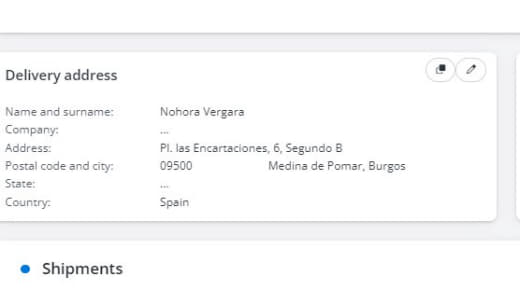 Delivery address
Name and surname: Nohora Vergara
Company: ...
Address: Pl. las Encartaciones, 6, Segundo B
Postal code and city: 09500 Medina de Pomar, Burgos
State: ...
Country: Spain
Shipments